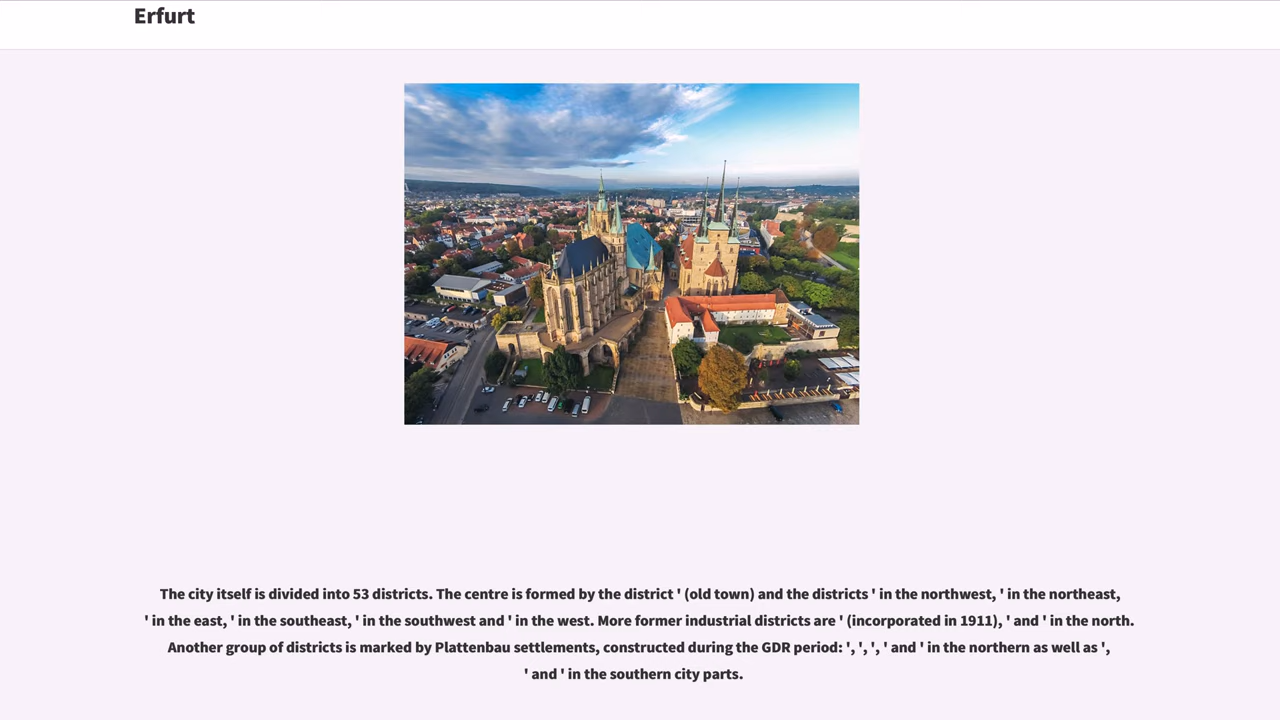 Erfurt
The city itself is divided into 53 districts. The centre is formed by the district ' (old town) and the districts ' in the northwest, ' in the northeast,
' in the east, ' in the southeast, ' in the southwest and ' in the west. More former industrial districts are ' (incorporated in 1911), ' and ' in the north.
Another group of districts is marked by Plattenbau settlements, constructed during the GDR period: ', ', ', ' and ' in the northern as well as ',
' and ' in the southern city parts.